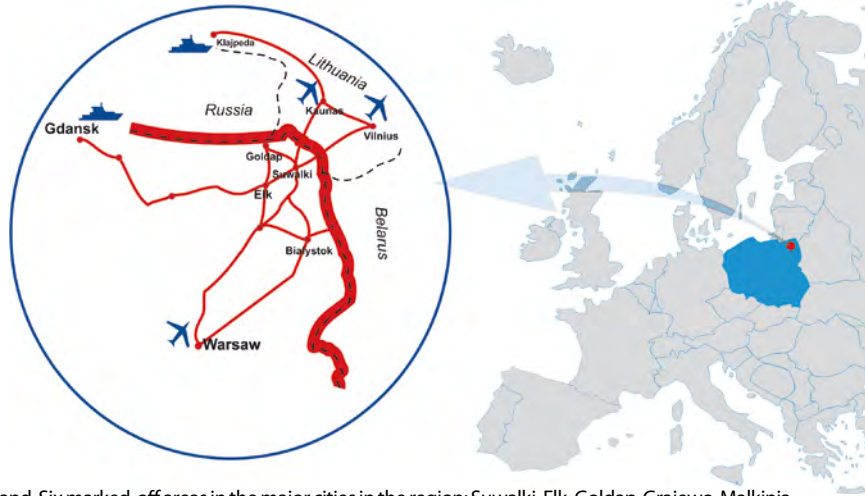 Klajpeda
Lithuania
Russia
Kaunas
Gdansk
Vilnius
Goldap
Suwalki
Elk
Belarus
Bialystok
Warsaw